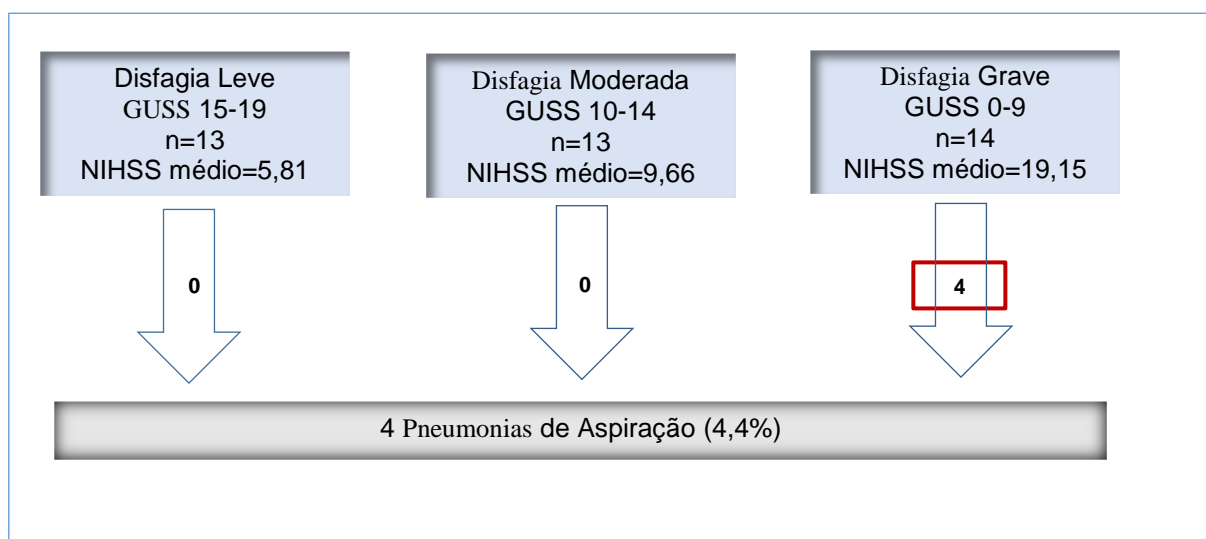 Disfagia Leve
GUSS 15-19
n=13
NIHSS médio=5,81
Disfagia Moderada
GUSS 10-14
n=13
NIHSS médio=9,66
Disfagia Grave
GUSS 0-9
n=14
NIHSS médio=19,15
0
0
4
4 Pneumonias de Aspiração (4,4%)